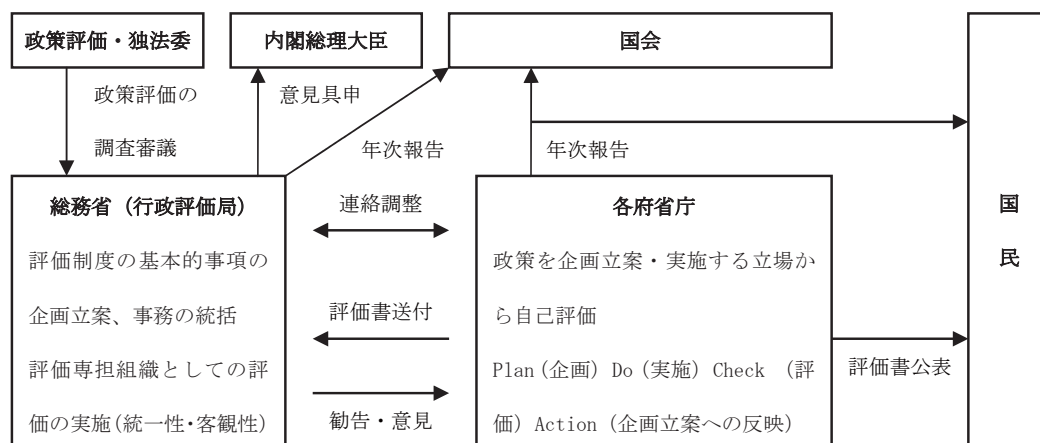 政策評価・独法委
内閣総理大臣
国会
政策評価の
調査審議
意見具申
年次報告
年次報告
総務省（行政評価局）
評価制度の基本的事項の
企画立案、事務の統括
評価専担組織としての評
価の実施(統一性・客観性)
連絡調整
評価書送付
勧告・意見
各府省庁
政策を企画立案・実施する立場か
ら自己評価
Plan（企画）Do（実施）Check （評
価）Action（企画立案への反映）
評価書公表
国
民